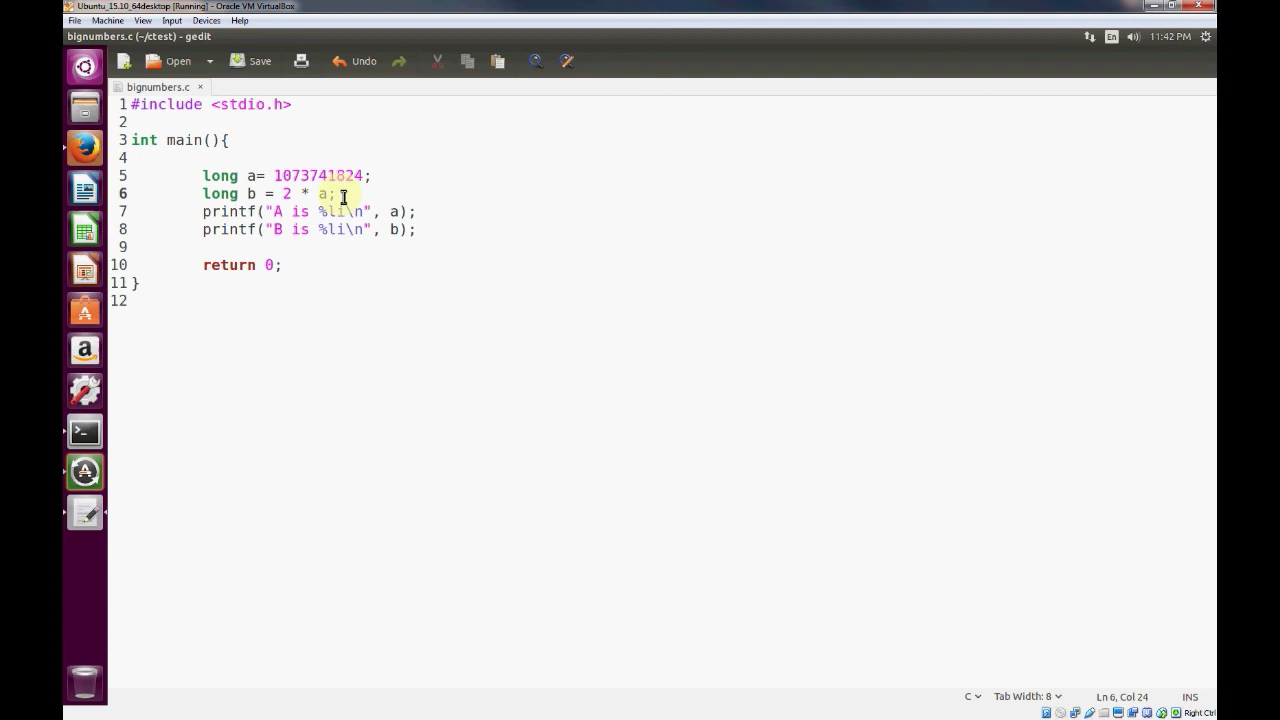 Ubuntu_15.10_64desktop [Running] - Oracle VM VirtualBox
File Machine View Input Devices Help
bignumbers.c (~/ctest) - gedit
En 11:42 PM
Open Save Undo
bignumbers.c ×
1 #include <stdio.h>
2
3 int main(){
4
5 long a= 1073741824;
6 long b = 2 * a;
7 printf("A is %li\n", a);
8 printf("B is %li\n", b);
9
10 return 0;
11 }
12
C Tab Width: 8 Ln 6, Col 24 INS
Right Ctrl